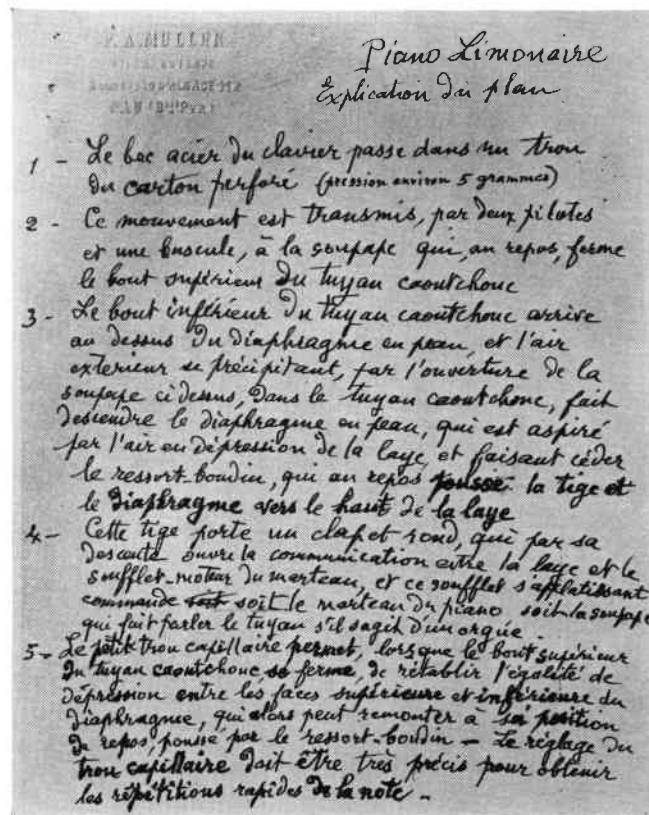 F. A. MULLER
Piano Limonaire
Explication du plan
1 - Le bec acier du clavier passe dans un trou
du carton perforé (pression environ 5 grammes)
2 - Ce mouvement est transmis, par deux pilotes
et une bascule, à la soupape qui, au repos, ferme
le bout supérieur du tuyau caoutchouc
3 - Le bout inférieur du tuyau caoutchouc arrive
au dessus du diaphragme en peau, et l'air
exterieur se précipitant, par l'ouverture de la
soupape ci dessus, dans le tuyau caoutchouc, fait
descendre le diaphragme en peau, qui est aspiré
par l'air en dépression de la laye, et faisant céder
le ressort-boudin, qui au repos pousse la tige et
le diaphragme vers le haut de la laye
4 - Cette tige porte un clapet rond, qui par sa
descente ouvre la communication entre la laye et le
soufflet-moteur du marteau, et ce soufflet s'applatissant
commande soit le marteau du piano soit la soupape
qui fait parler le tuyau s'il sagit d'un orgue.
5 - Le petit trou capillaire permet, lorsque le bout supérieur
du tuyau caoutchouc, se ferme, de rétablir l'égalité de
dépression entre les faces supérieure et inférieure du
diaphragme, qui alors peut remonter à sa position
de repos, poussé par le ressort-boudin - Le réglage du
trou capillaire doit être très précis pour obtenir
les répétitions rapides de la note -